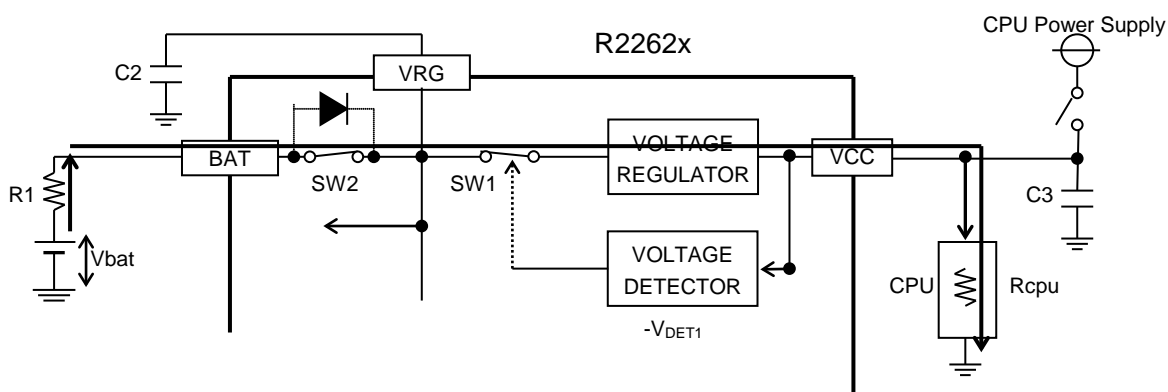 CPU Power Supply
R2262x
C2
VRG
BAT
VOLTAGE
REGULATOR
VCC
R1
SW2
SW1
C3
Vbat
VOLTAGE
DETECTOR
CPU
Rcpu
-VDET1